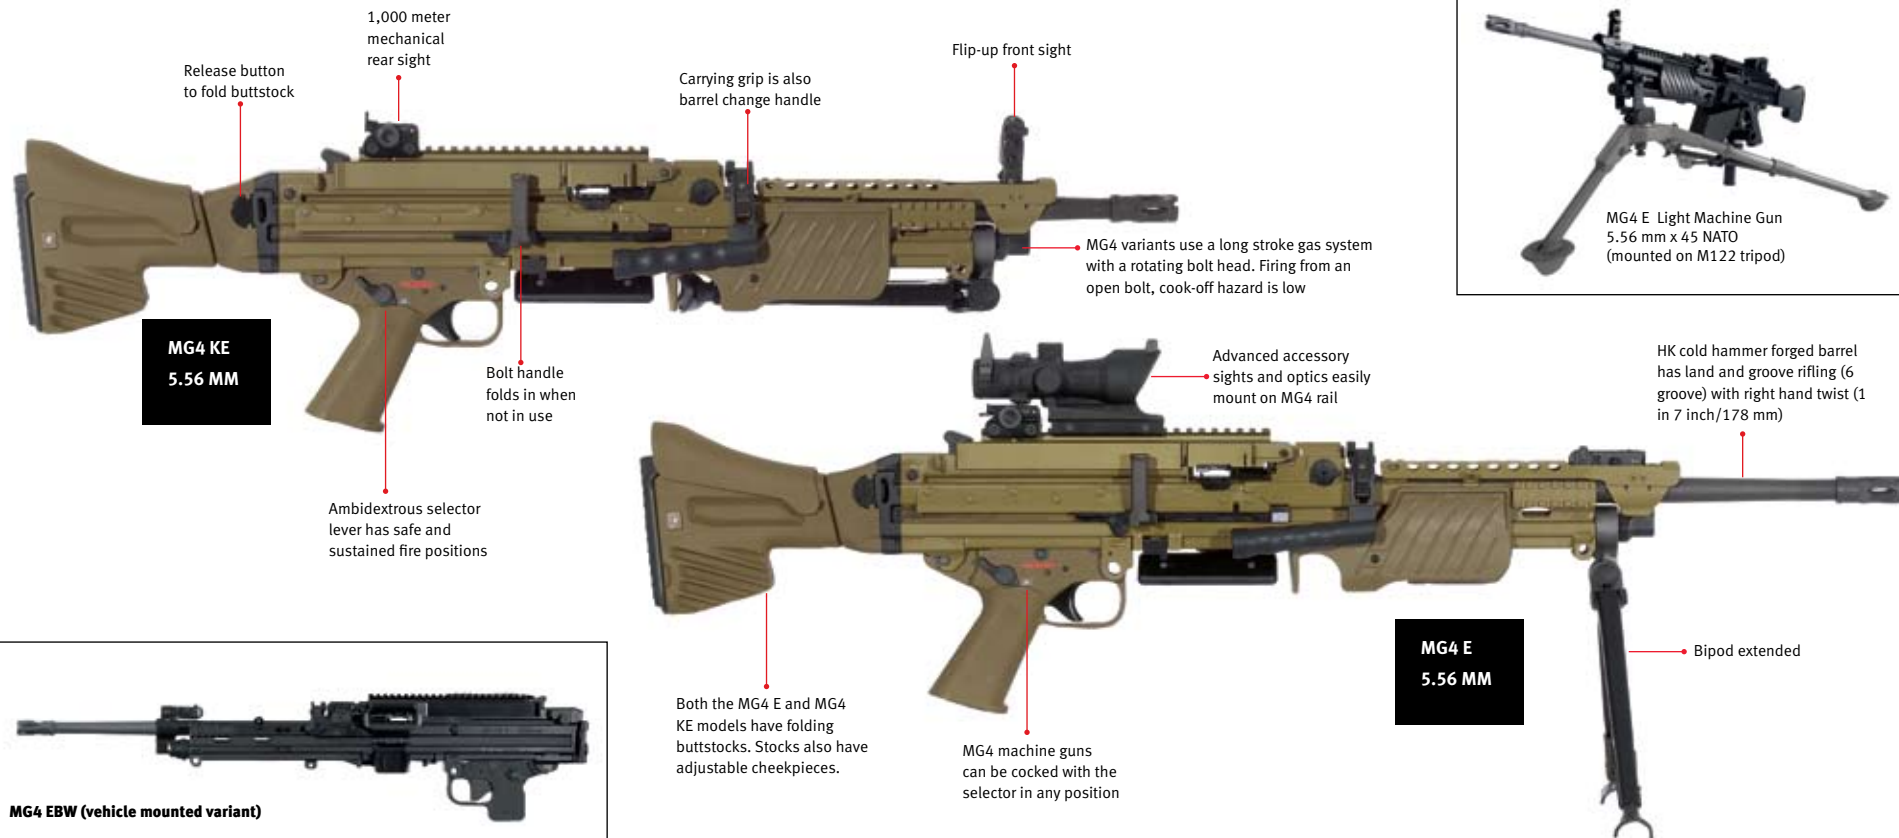 1,000 meter
mechanical
rear sight
Release button
to fold buttstock
Carrying grip is also
barrel change handle
Flip-up front sight
MG4 E Light Machine Gun
5.56 mm x 45 NATO
(mounted on M122 tripod)
MG4 variants use a long stroke gas system
with a rotating bolt head. Firing from an
open bolt, cook-off hazard is low
MG4 KE
5.56 MM
Bolt handle
folds in when
not in use
Advanced accessory
sights and optics easily
mount on MG4 rail
HK cold hammer forged barrel
has land and groove rifling (6
groove) with right hand twist (1
in 7 inch/178 mm)
Ambidextrous selector
lever has safe and
sustained fire positions
MG4 E
5.56 MM
Bipod extended
Both the MG4 E and MG4
KE models have folding
buttstocks. Stocks also have
adjustable cheekpieces.
MG4 machine guns
can be cocked with the
selector in any position
MG4 EBW (vehicle mounted variant)